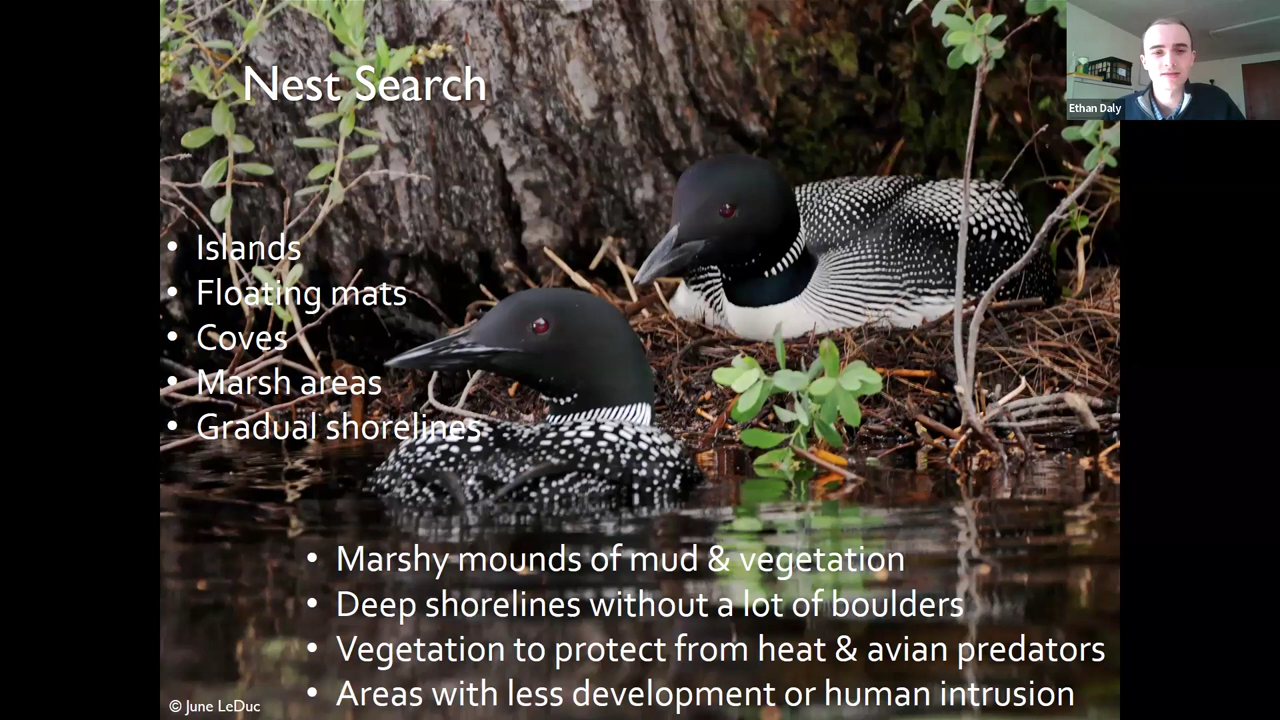 Nest Search
Ethan Daly
• Islands
• Floating mats
• Coves
• Marsh areas
• Gradual shorelines
• Marshy mounds of mud & vegetation
• Deep shorelines without a lot of boulders
• Vegetation to protect from heat & avian predators
• Areas with less development or human intrusion
© June LeDuc